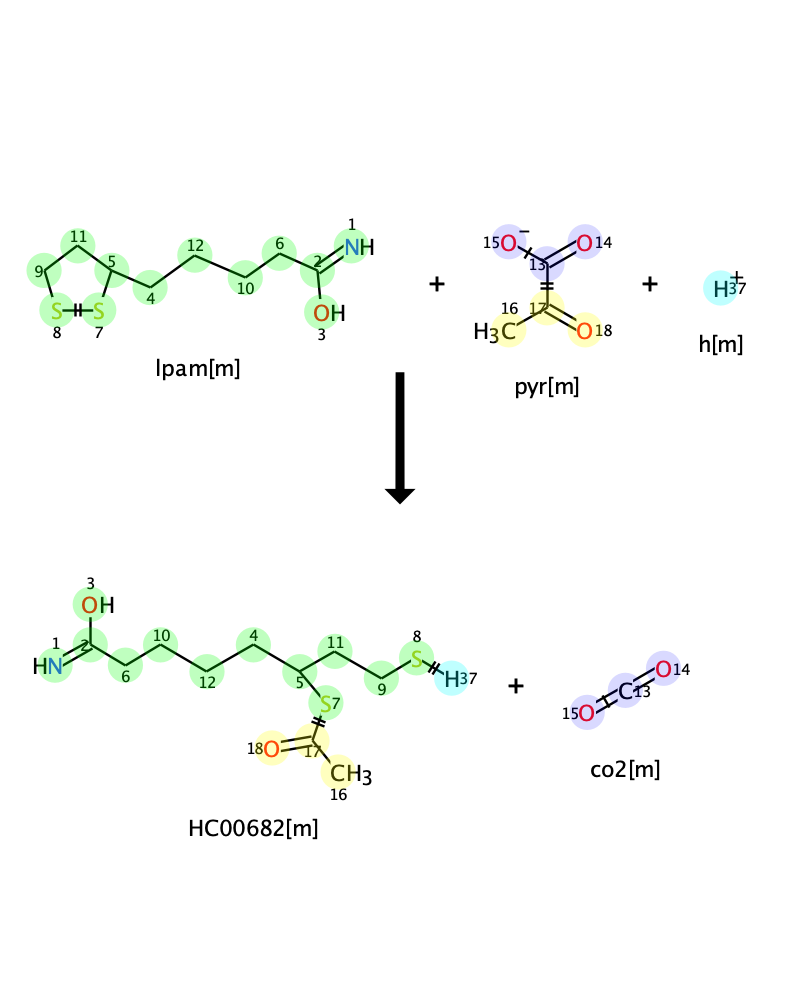 1
NH
11
12
6
5
2
9
4
10
S
S
8
7
OH
3
lpam[m]
+
15 O −
O 14
13
16
17
H3C
O 18
pyr[m]
+
H + 37
h[m]
3
OH
1
HN
2
10
4
11
8
S
6
12
5
9
H 37
S 7
18 O
17
CH3
16
HC00682[m]
+
O 14
C 13
15 O
co2[m]